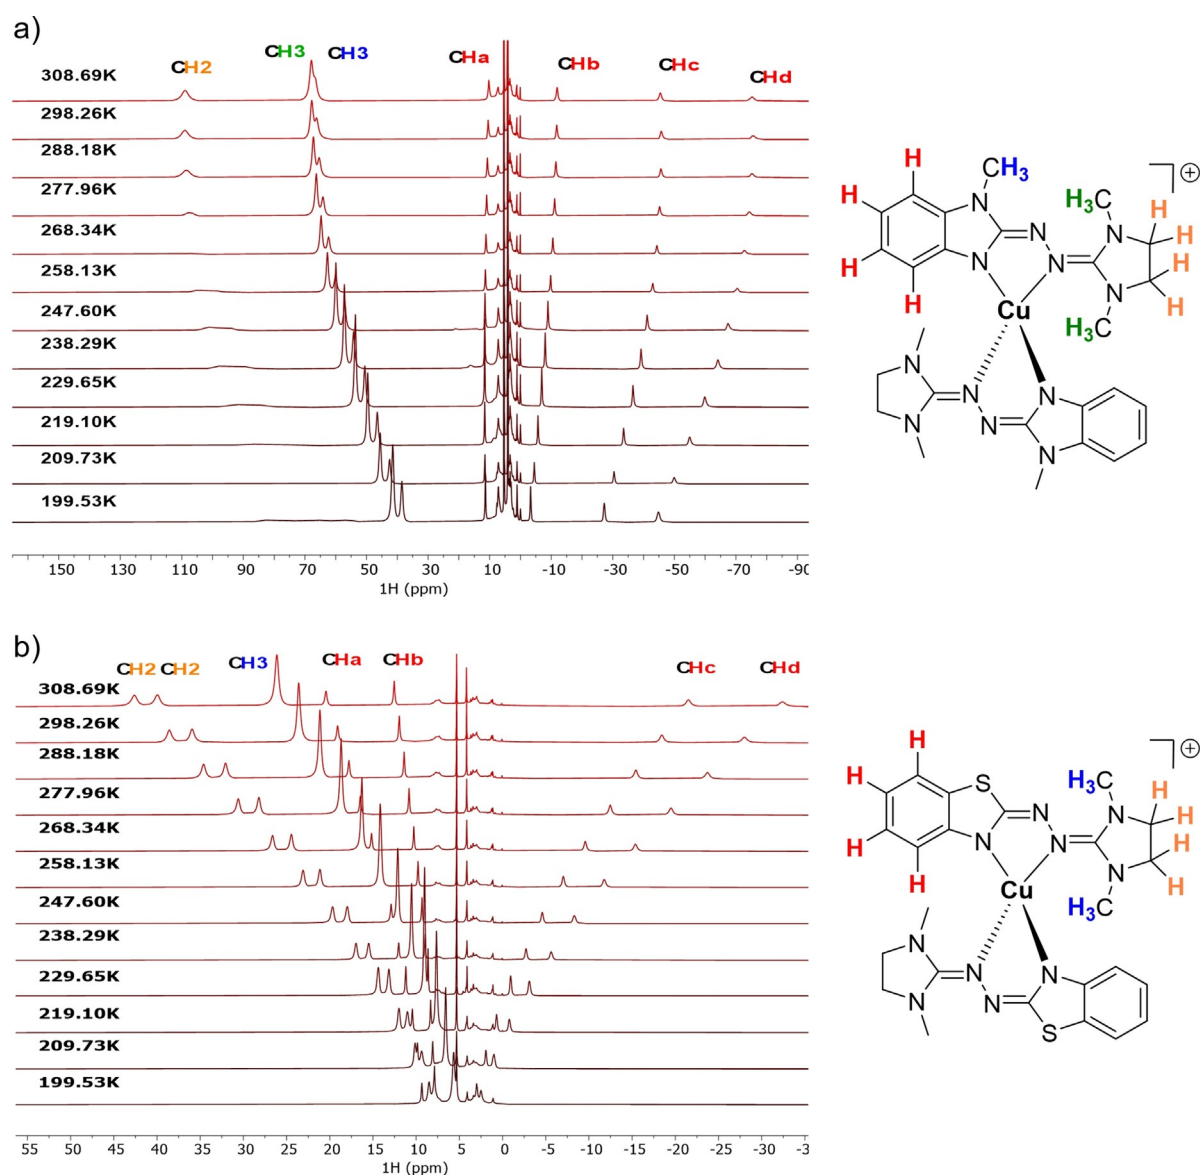 a)
CH2 CH3 CH3 CHa CHb CHc CHd
308.69K
298.26K
288.18K
277.96K
268.34K
258.13K
247.60K
238.29K
229.65K
219.10K
209.73K
199.53K
150 130 110 90 70 50 30 10 -10 -30 -50 -70 -90
1H (ppm)
H CH3
H N H3C H
N N H
H N N H
H Cu N H
H3C
N N N
N N N
b)
CH2 CH2 CH3 CHa CHb CHc CHd
308.69K
298.26K
288.18K
277.96K
268.34K
258.13K
247.60K
238.29K
229.65K
219.10K
209.73K
199.53K
55 50 45 40 35 30 25 20 15 10 5 0 -5 -10 -15 -20 -25 -30 -3
1H (ppm)
H
H S H3C H
N N H
H N N H
H Cu N H
H3C
N N N
N N S